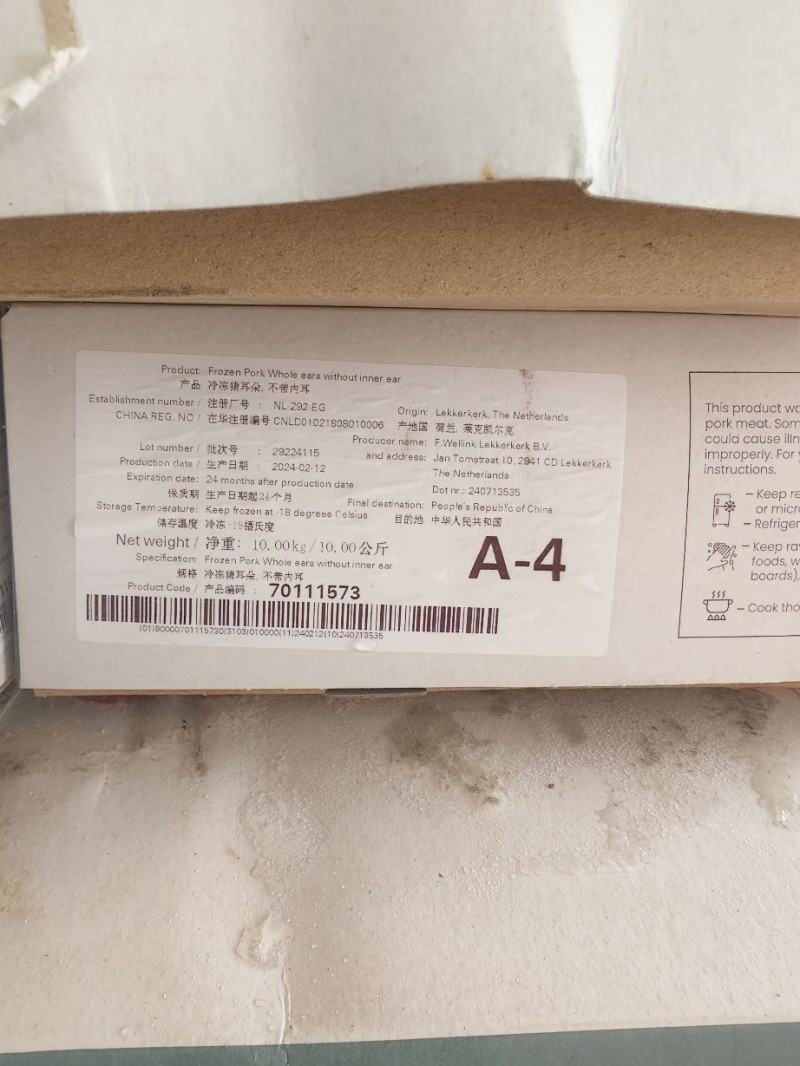 Product: Frozen Pork Whole ears without inner ear
产品 冷冻猪耳朵, 不带内耳
Establishment number / 注册厂号 : NL-292-EG
CHINA REG. NO / 在华注册编号 CNLD01021808010006
Origin: Lekkerkerk, The Netherlands
产地国 荷兰, 莱克凯尔克
Producer name: F.Wellink Lekkerkerk B.V.
and address: Jan Tomstraat 10, 2941 CD Lekkerkerk
The Netherlands
Dot nr.: 240713535
Lot number / 批次号 : 29224115
Production date / 生产日期 : 2024-02-12
Expiration date: 24 months after production date
保质期 生产日期起24个月
Storage Temperature: Keep frozen at -18 degrees Celsius
储存温度 冷冻 -18摄氏度
Final destination: People's Republic of China
目的地 中华人民共和国
Net weight / 净重: 10.00kg/10.00公斤
Specification: Frozen Pork Whole ears without inner ear
规格 冷冻猪耳朵, 不带内耳
Product Code / 产品编码 : 70111573
A-4
(01)90000701115730(3103)010000(11)240212(10)240713535
This product wa
pork meat. Som
could cause illn
improperly. For
instructions.
– Keep re
or micro
– Refriger
– Keep ra
foods, w
boards),
– Cook tho